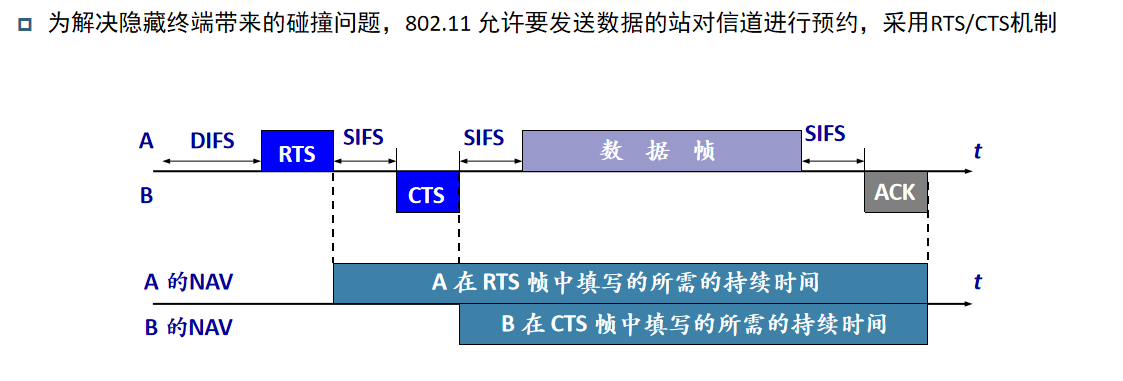 为解决隐藏终端带来的碰撞问题，802.11 允许要发送数据的站对信道进行预约，采用RTS/CTS机制
A DIFS RTS SIFS SIFS 数 据 帧 SIFS t
B CTS ACK
A 的NAV A 在 RTS 帧中填写的所需的持续时间 t
B 的NAV B 在 CTS 帧中填写的所需的持续时间